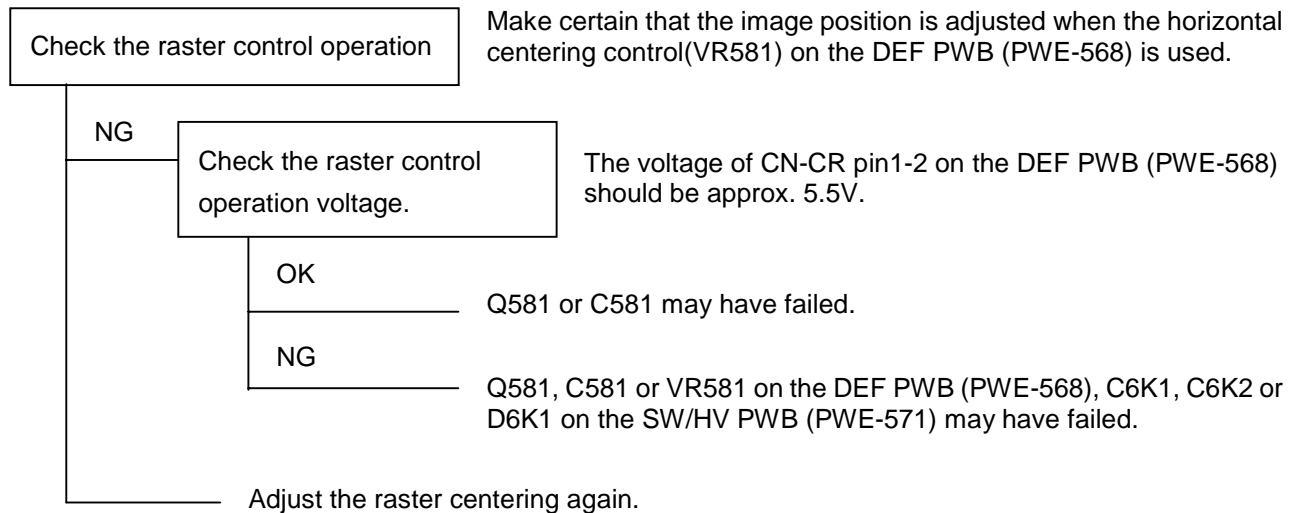 Check the raster control operation
Make certain that the image position is adjusted when the horizontal
centering control(VR581) on the DEF PWB (PWE-568) is used.
NG
Check the raster control
operation voltage.
The voltage of CN-CR pin1-2 on the DEF PWB (PWE-568)
should be approx. 5.5V.
OK
Q581 or C581 may have failed.
NG
Q581, C581 or VR581 on the DEF PWB (PWE-568), C6K1, C6K2 or
D6K1 on the SW/HV PWB (PWE-571) may have failed.
Adjust the raster centering again.